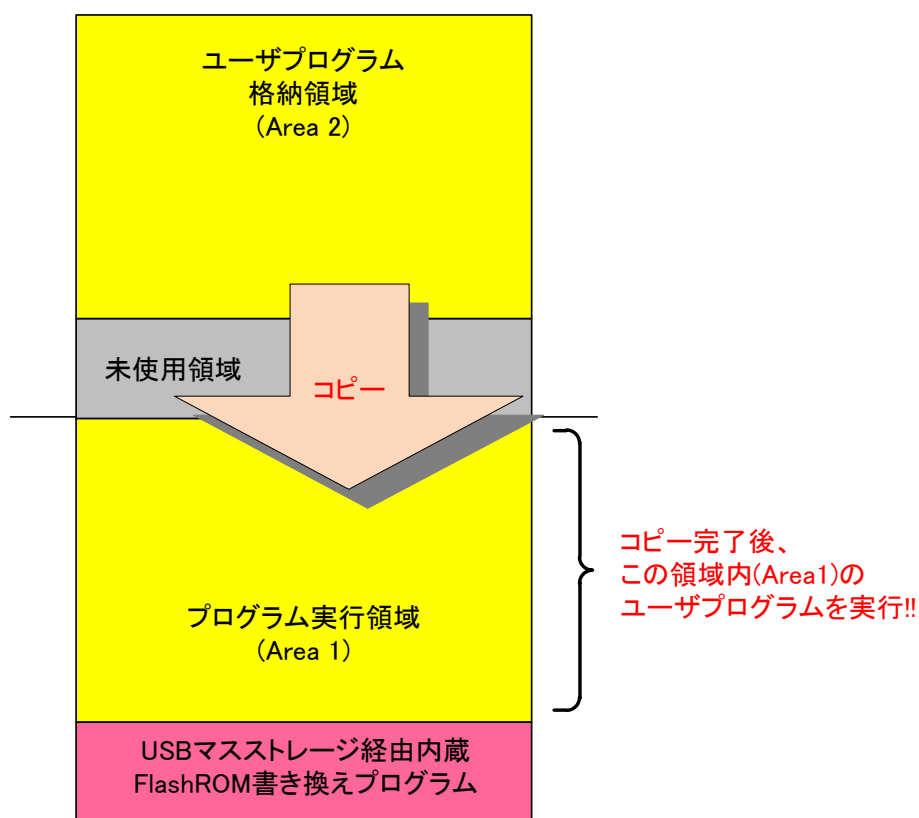 ユーザプログラム
格納領域
(Area 2)
未使用領域
コピー
コピー完了後、
この領域内(Area1)の
ユーザプログラムを実行!!
プログラム実行領域
(Area 1)
USBマスストレージ経由内蔵
FlashROM書き換えプログラム